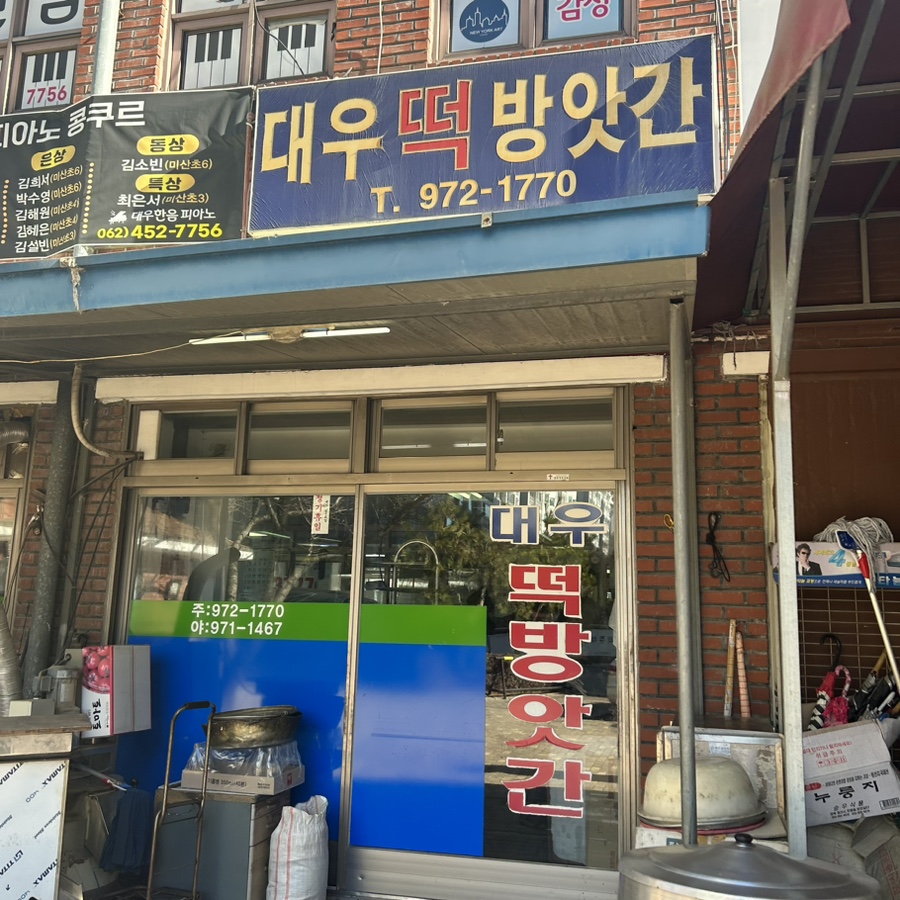 NEW YORK ART
감성
7756
피아노 콩쿠르
은상
김희서(미산초6)
박수영(미산초6)
김해원(미산초4)
김혜은(미산초4)
김설빈(미산초3)
동상
김소빈(미산초6)
특상
최은서(미산초3)
대우한음 피아노
062)452-7756
대우떡방앗간
T. 972-1770
주:972-1770
야:971-1467
대우
떡
방
앗
간
누룽지
TITAMAX